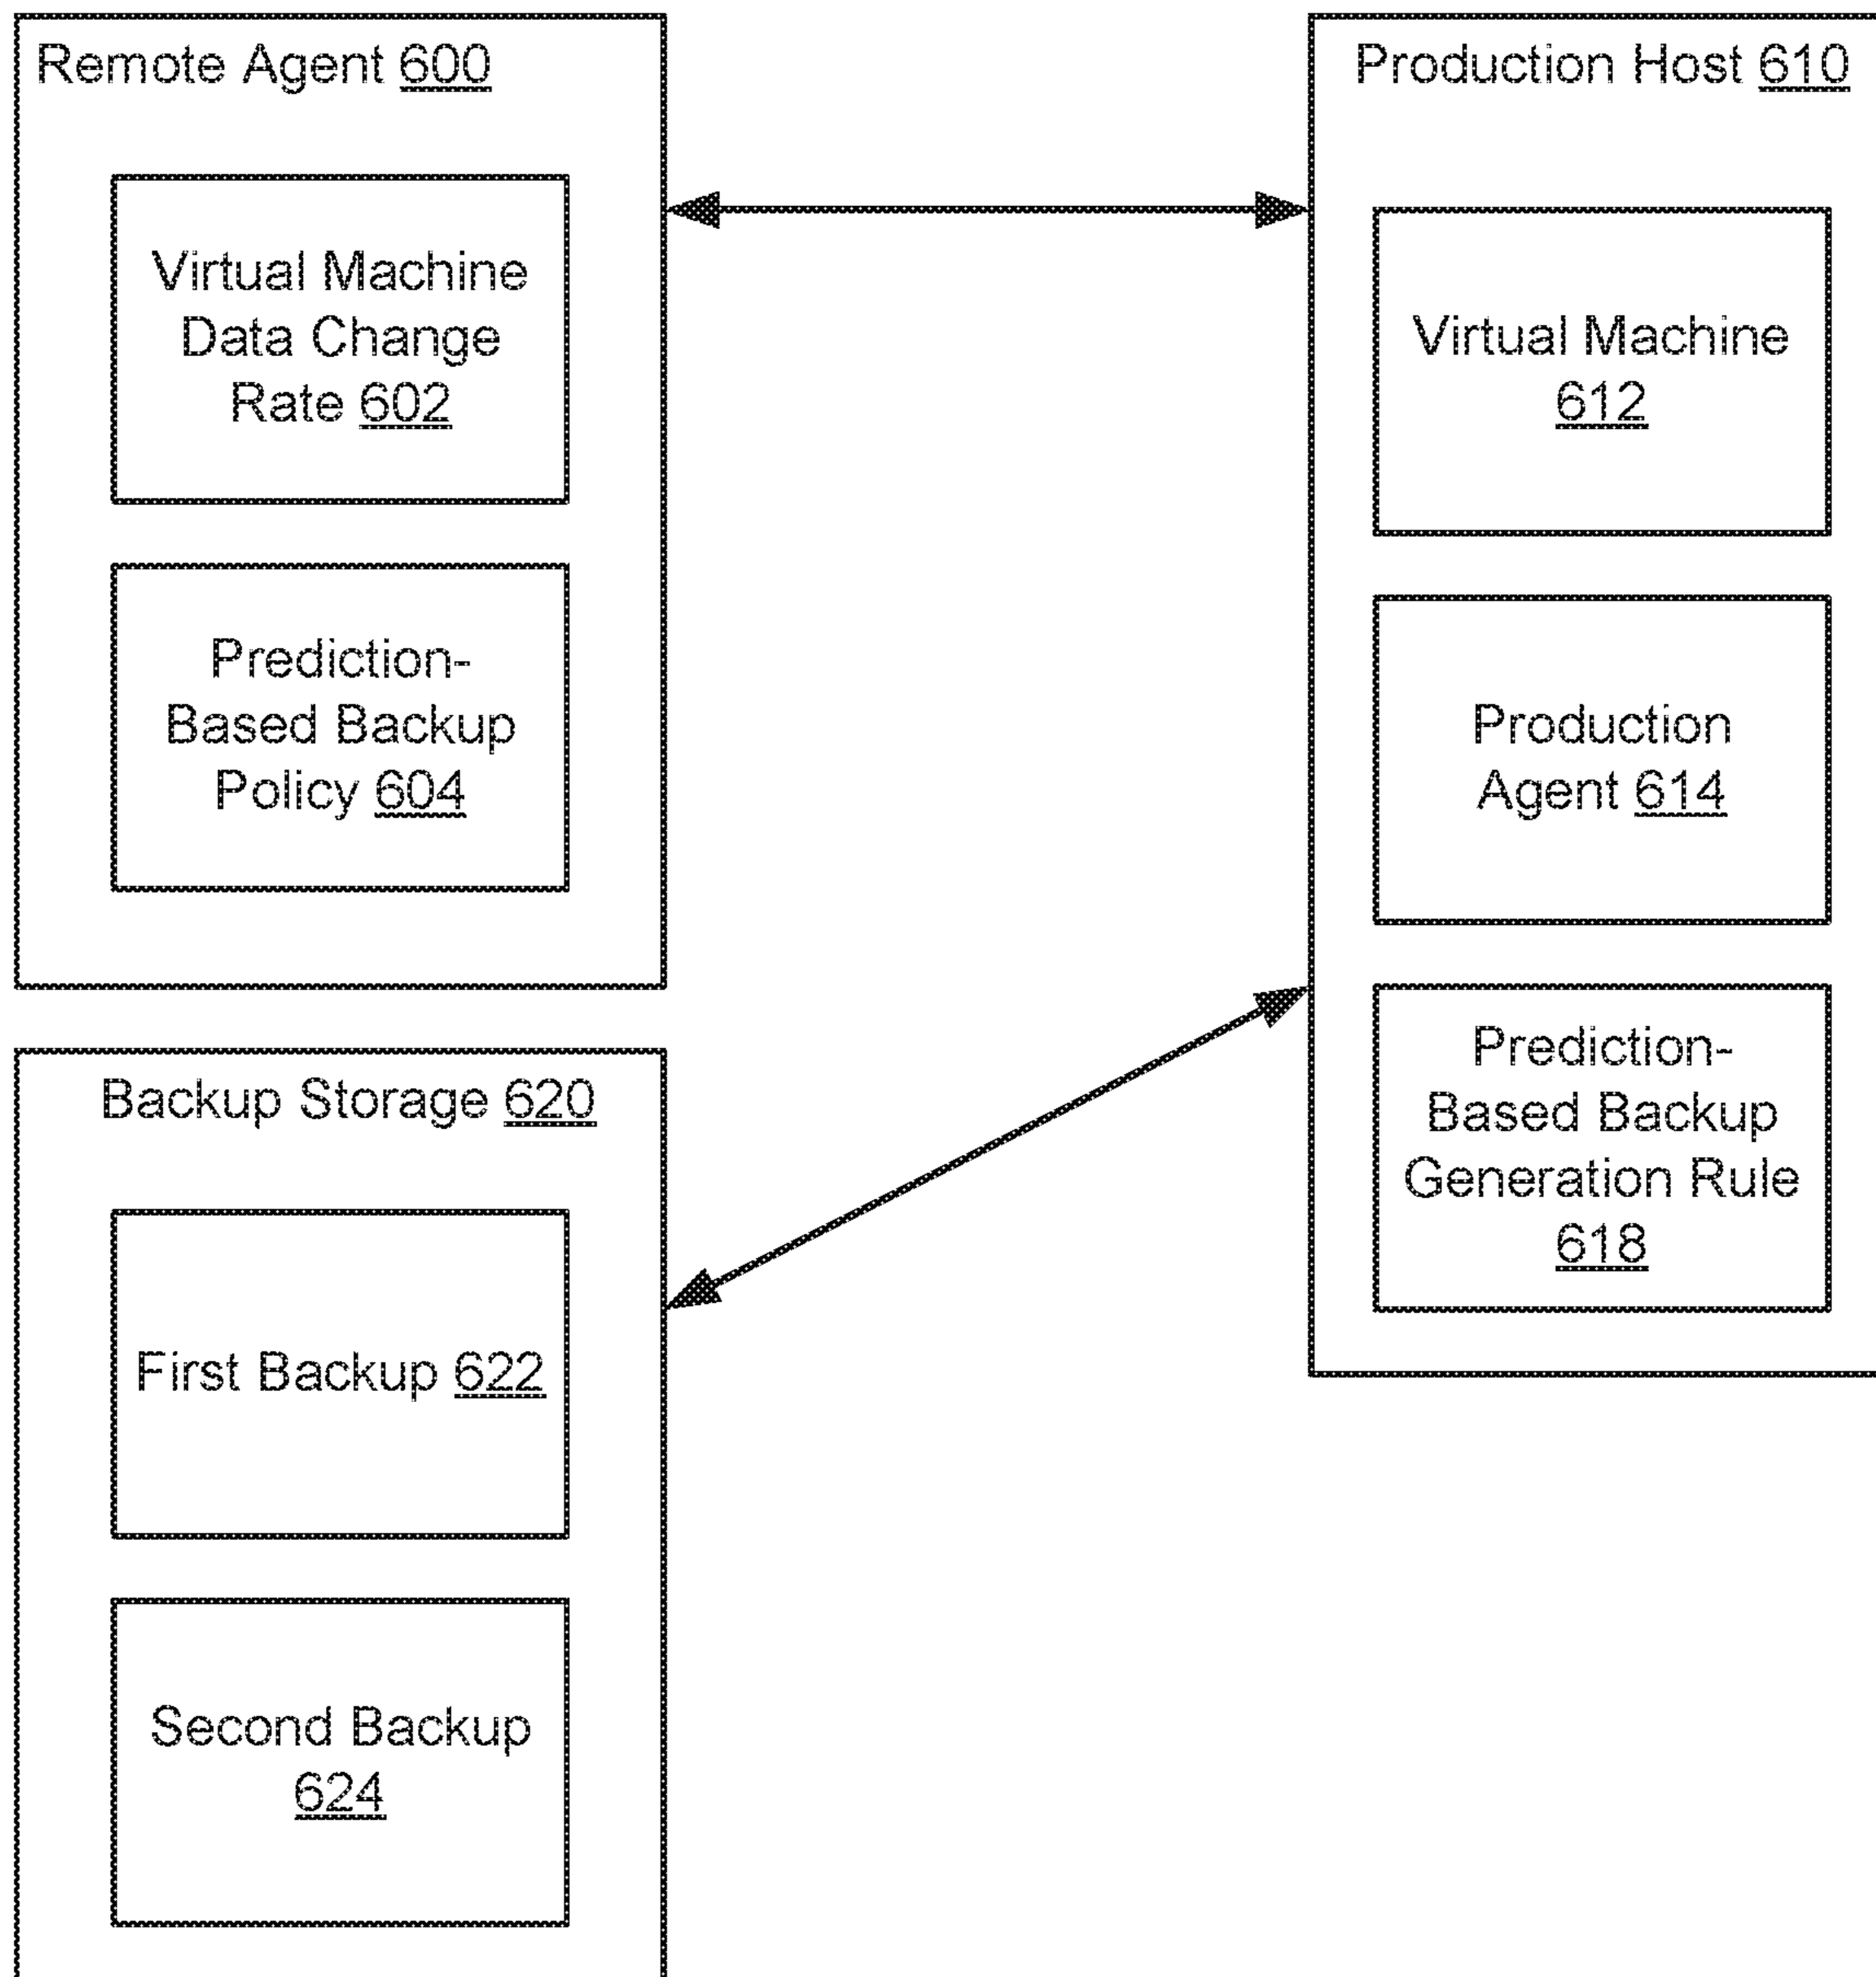 Remote Agent 600
Virtual Machine
Data Change
Rate 602
Prediction-
Based Backup
Policy 604
Backup Storage 620
First Backup 622
Second Backup
624
Production Host 610
Virtual Machine
612
Production
Agent 614
Prediction-
Based Backup
Generation Rule
618